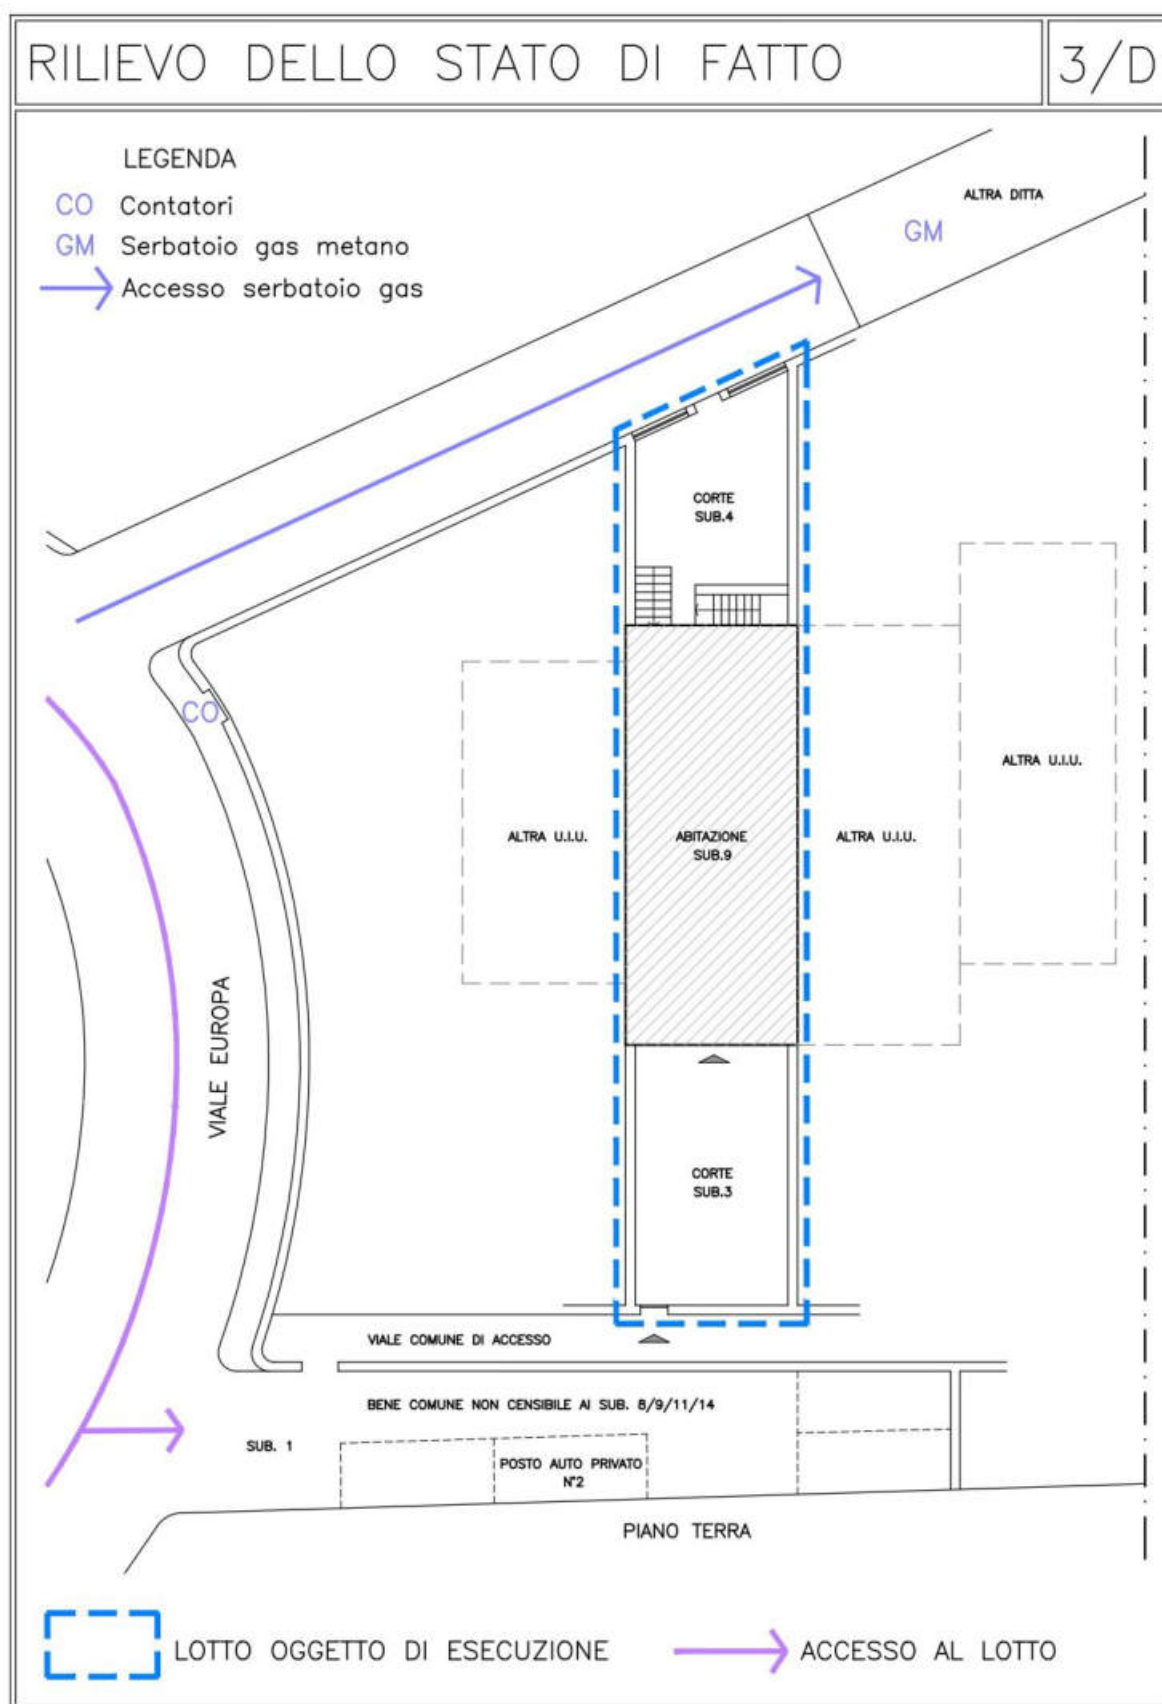 RILIEVO DELLO STATO DI FATTO
3/D
LEGENDA
CO Contatori
GM Serbatoio gas metano
Accesso serbatoio gas
ALTRA DITTA
GM
CORTE
SUB.4
CO
ALTRA U.I.U.
ALTRA U.I.U.
ABITAZIONE
SUB.9
ALTRA U.I.U.
VIALE EUROPA
CORTE
SUB.3
VIALE COMUNE DI ACCESSO
BENE COMUNE NON CENSIBILE AI SUB. 8/9/11/14
SUB. 1
POSTO AUTO PRIVATO
N°2
PIANO TERRA
LOTTO OGGETTO DI ESECUZIONE
ACCESSO AL LOTTO